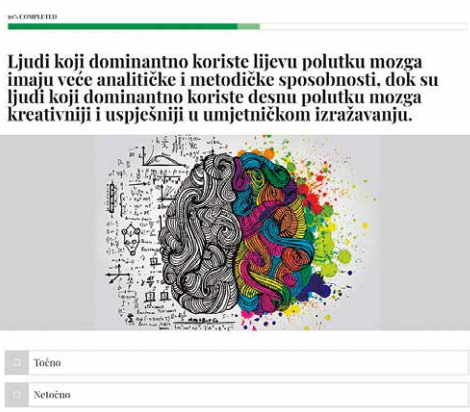 50% COMPLETED
Ljudi koji dominantno koriste lijevu polutku mozga
imaju veće analitičke i metodičke sposobnosti, dok su
ljudi koji dominantno koriste desnu polutku mozga
kreativniji i uspješniji u umjetničkom izražavanju.
Točno
Netočno